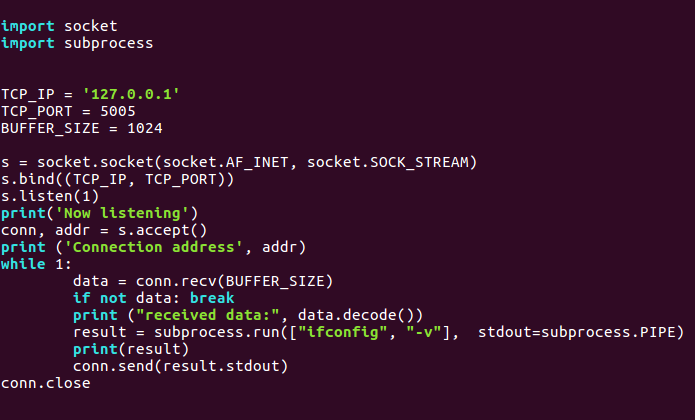 import socket
import subprocess
TCP_IP = '127.0.0.1'
TCP_PORT = 5005
BUFFER_SIZE = 1024
s = socket.socket(socket.AF_INET, socket.SOCK_STREAM)
s.bind((TCP_IP, TCP_PORT))
s.listen(1)
print('Now listening')
conn, addr = s.accept()
print ('Connection address', addr)
while 1:
        data = conn.recv(BUFFER_SIZE)
        if not data: break
        print ("received data:", data.decode())
        result = subprocess.run(["ifconfig", "-v"],  stdout=subprocess.PIPE)
        print(result)
        conn.send(result.stdout)
conn.close